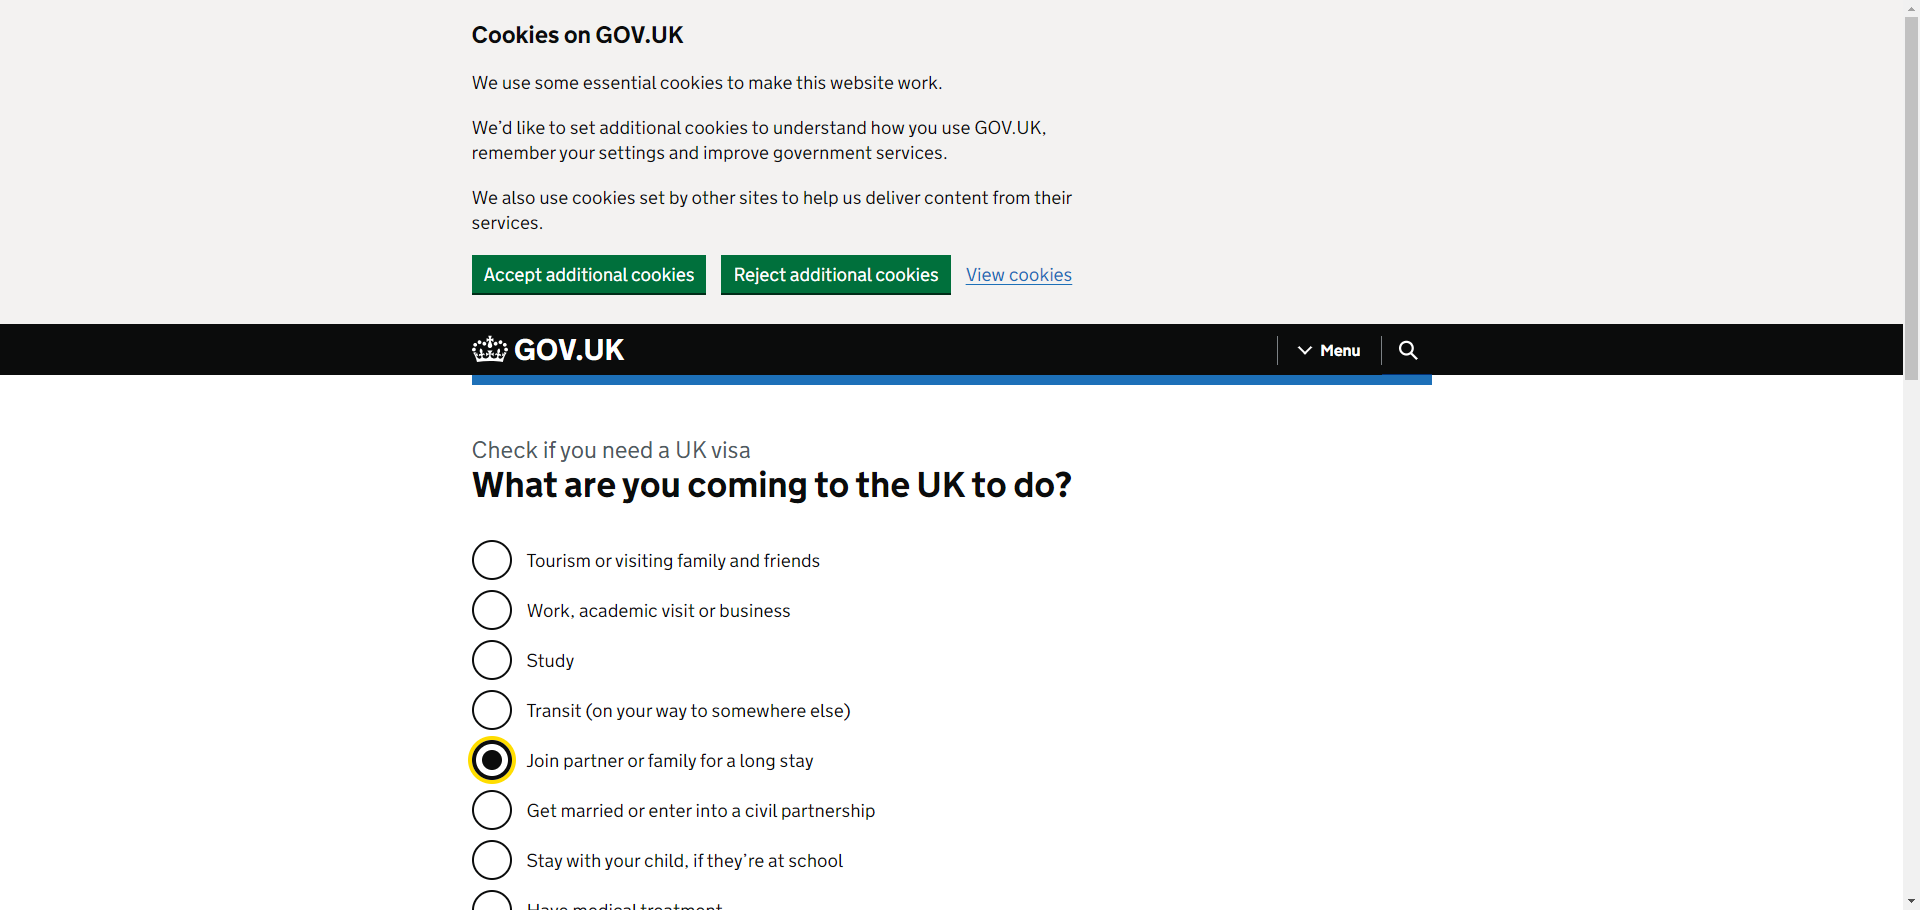 Cookies on GOV.UK
We use some essential cookies to make this website work.
We’d like to set additional cookies to understand how you use GOV.UK,
remember your settings and improve government services.
We also use cookies set by other sites to help us deliver content from their
services.
Accept additional cookies
Reject additional cookies
View cookies
GOV.UK
Menu
Check if you need a UK visa
What are you coming to the UK to do?
Tourism or visiting family and friends
Work, academic visit or business
Study
Transit (on your way to somewhere else)
Join partner or family for a long stay
Get married or enter into a civil partnership
Stay with your child, if they’re at school
Have medical treatment